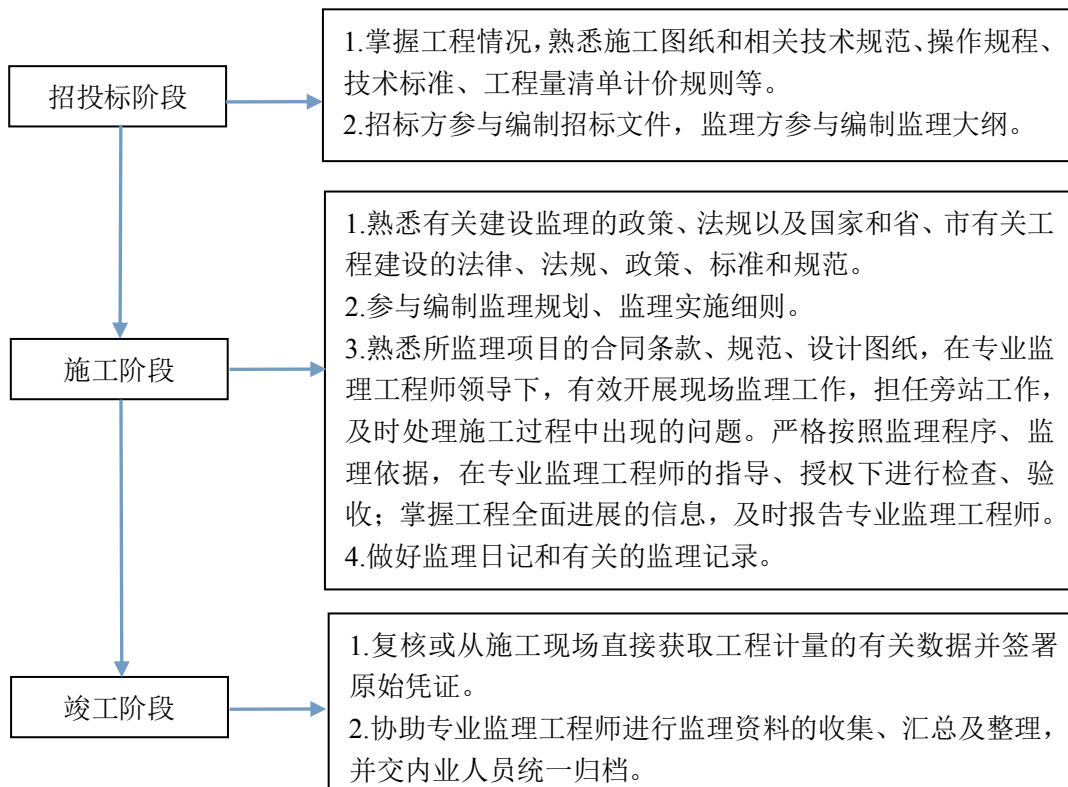 招投标阶段
1.掌握工程情况，熟悉施工图纸和相关技术规范、操作规程、
技术标准、工程量清单计价规则等。
2.招标方参与编制招标文件，监理方参与编制监理大纲。
施工阶段
1.熟悉有关建设监理的政策、法规以及国家和省、市有关工
程建设的法律、法规、政策、标准和规范。
2.参与编制监理规划、监理实施细则。
3.熟悉所监理项目的合同条款、规范、设计图纸，在专业监
理工程师领导下，有效开展现场监理工作，担任旁站工作，
及时处理施工过程中出现的问题。严格按照监理程序、监
理依据，在专业监理工程师的指导、授权下进行检查、验
收；掌握工程全面进展的信息，及时报告专业监理工程师。
4.做好监理日记和有关的监理记录。
竣工阶段
1.复核或从施工现场直接获取工程计量的有关数据并签署
原始凭证。
2.协助专业监理工程师进行监理资料的收集、汇总及整理，
并交内业人员统一归档。